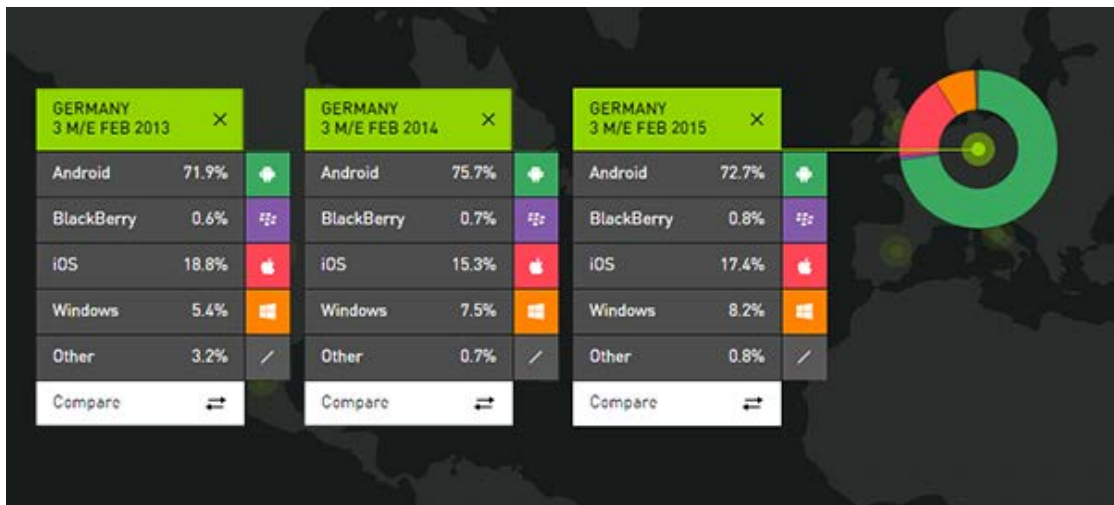 GERMANY
3 M/E FEB 2013
Android 71.9%
BlackBerry 0.6%
iOS 18.8%
Windows 5.4%
Other 3.2%
Compare
GERMANY
3 M/E FEB 2014
Android 75.7%
BlackBerry 0.7%
iOS 15.3%
Windows 7.5%
Other 0.7%
Compare
GERMANY
3 M/E FEB 2015
Android 72.7%
BlackBerry 0.8%
iOS 17.4%
Windows 8.2%
Other 0.8%
Compare